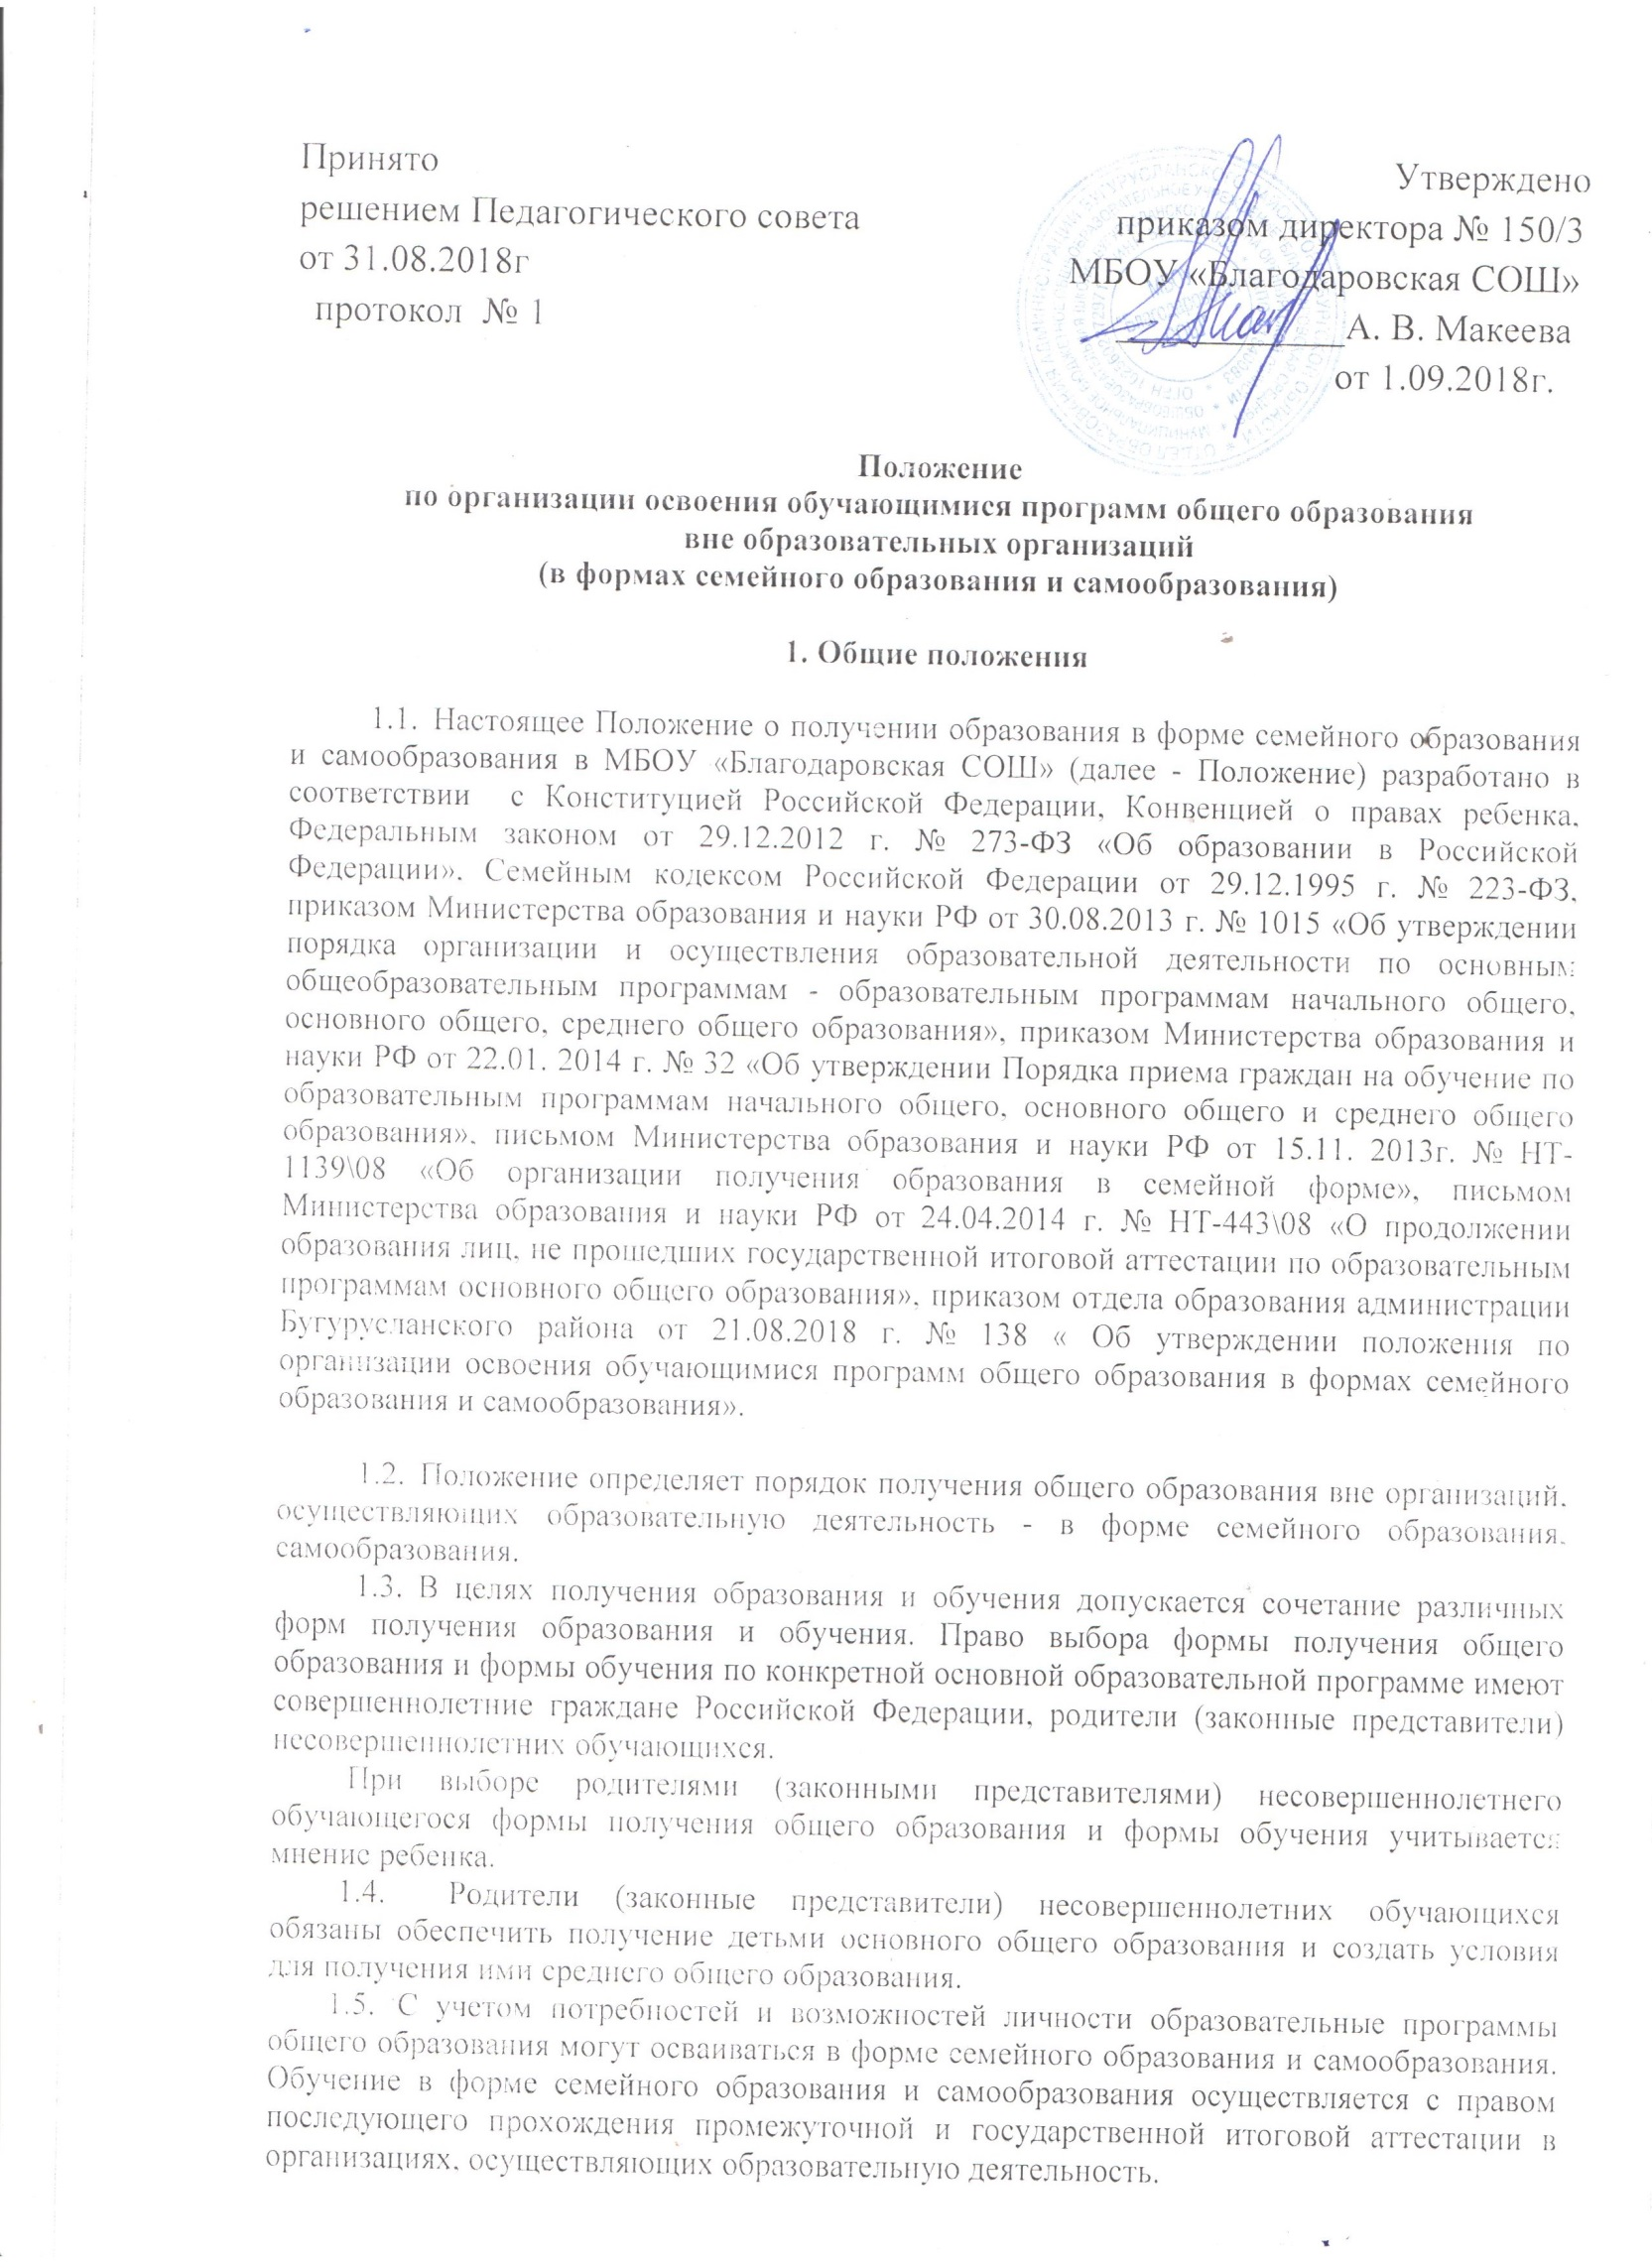 Принято
решением Педагогического совета
от 31.08.2018г
протокол № 1
Утверждено
приказом директора № 150/3
МБОУ «Благодаровская СОШ»
А. В. Макеева
от 1.09.2018г.
Положение
по организации освоения обучающимися программ общего образования
вне образовательных организаций
(в формах семейного образования и самообразования)
1. Общие положения
1.1. Настоящее Положение о получении образования в форме семейного образования
и самообразования в МБОУ «Благодаровская СОШ» (далее - Положение) разработано в
соответствии с Конституцией Российской Федерации, Конвенцией о правах ребенка,
Федеральным законом от 29.12.2012 г. № 273-ФЗ «Об образовании в Российской
Федерации», Семейным кодексом Российской Федерации от 29.12.1995 г. № 223-ФЗ,
приказом Министерства образования и науки РФ от 30.08.2013 г. № 1015 «Об утверждении
порядка организации и осуществления образовательной деятельности по основным
общеобразовательным программам - образовательным программам начального общего,
основного общего, среднего общего образования», приказом Министерства образования и
науки РФ от 22.01. 2014 г. № 32 «Об утверждении Порядка приема граждан на обучение по
образовательным программам начального общего, основного общего и среднего общего
образования», письмом Министерства образования и науки РФ от 15.11. 2013г. № НТ-
1139\08 «Об организации получения образования в семейной форме», письмом
Министерства образования и науки РФ от 24.04.2014 г. № НТ-443\08 «О продолжении
образования лиц, не прошедших государственной итоговой аттестации по образовательным
программам основного общего образования», приказом отдела образования администрации
Бугурусланского района от 21.08.2018 г. № 138 « Об утверждении положения по
организации освоения обучающимися программ общего образования в формах семейного
образования и самообразования».
1.2. Положение определяет порядок получения общего образования вне организаций,
осуществляющих образовательную деятельность - в форме семейного образования,
самообразования.
1.3. В целях получения образования и обучения допускается сочетание различных
форм получения образования и обучения. Право выбора формы получения общего
образования и формы обучения по конкретной основной образовательной программе имеют
совершеннолетние граждане Российской Федерации, родители (законные представители)
несовершеннолетних обучающихся.
При выборе родителями (законными представителями) несовершеннолетнего
обучающегося формы получения общего образования и формы обучения учитывается
мнение ребенка.
1.4. Родители (законные представители) несовершеннолетних обучающихся
обязаны обеспечить получение детьми основного общего образования и создать условия
для получения ими среднего общего образования.
1.5. С учетом потребностей и возможностей личности образовательные программы
общего образования могут осваиваться в форме семейного образования и самообразования.
Обучение в форме семейного образования и самообразования осуществляется с правом
последующего прохождения промежуточной и государственной итоговой аттестации в
организациях, осуществляющих образовательную деятельность.